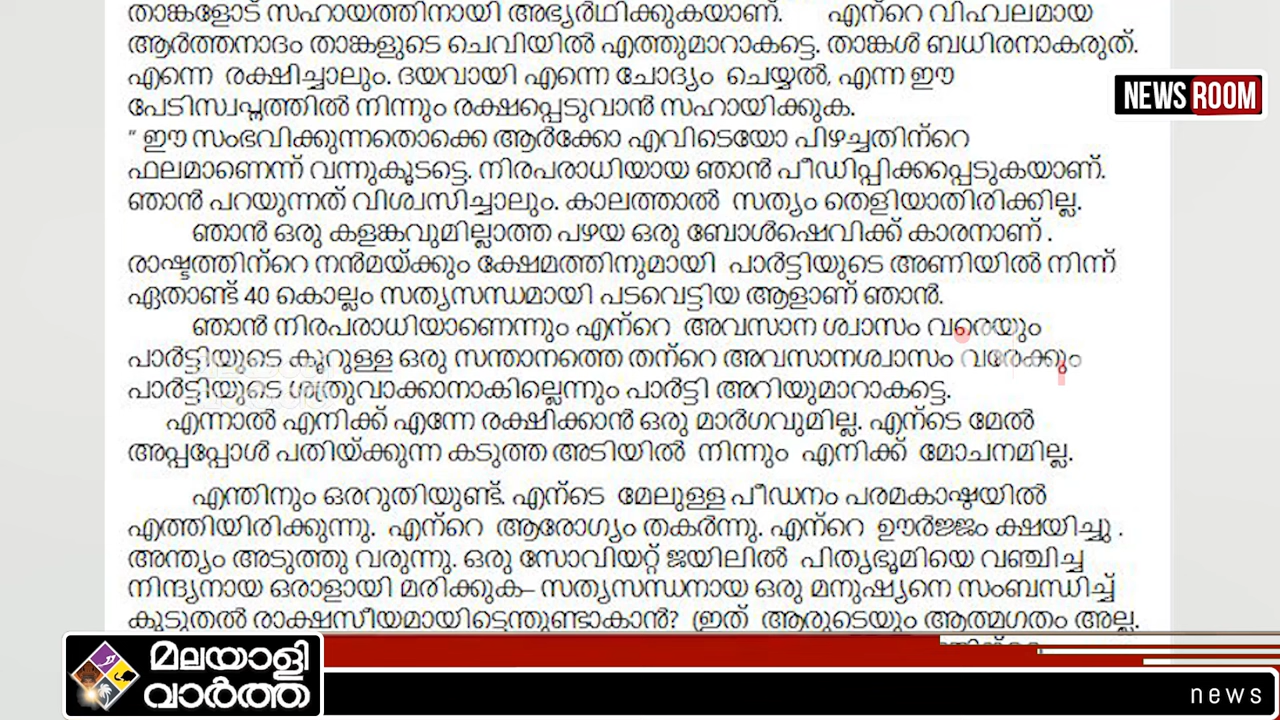 താങ്കളോട് സഹായത്തിനായി അഭ്യർഥിക്കുകയാണ്. എന്റെ വിഹ്വലമായ
ആർത്തനാദം താങ്കളുടെ ചെവിയിൽ എത്തുമാറാകട്ടെ. താങ്കൾ ബധിരനാകരുത്.
എന്നെ രക്ഷിച്ചാലും. ദയവായി എന്നെ ചോദ്യം ചെയ്യൽ, എന്ന ഈ
പേടിസ്വപ്നത്തിൽ നിന്നും രക്ഷപ്പെടുവാൻ സഹായിക്കുക.
“ ഈ സംഭവിക്കുന്നതൊക്കെ ആർക്കോ എവിടെയോ പിഴച്ചതിന്റെ
ഫലമാണെന്ന് വന്നുകൂടട്ടെ. നിരപരാധിയായ ഞാൻ പീഡിപ്പിക്കപ്പെടുകയാണ്.
ഞാൻ പറയുന്നത് വിശ്വസിച്ചാലും. കാലത്താൽ സത്യം തെളിയാതിരിക്കില്ല.
ഞാൻ ഒരു കളങ്കവുമില്ലാത്ത പഴയ ഒരു ബോൾഷെവിക്ക് കാരനാണ് .
രാഷ്ട്രത്തിന്റെ നൻമയ്ക്കും ക്ഷേമത്തിനുമായി പാർട്ടിയുടെ അണിയിൽ നിന്ന്
ഏതാണ്ട് 40 കൊല്ലം സത്യസന്ധമായി പടവെട്ടിയ ആളാണ് ഞാൻ.
ഞാൻ നിരപരാധിയാണെന്നും എന്റെ അവസാന ശ്വാസം വരെയും
പാർട്ടിയുടെ കൂറുള്ള ഒരു സന്താനത്തെ തന്റെ അവസാനശ്വാസം വരേക്കും
പാർട്ടിയുടെ ശത്രുവാക്കാനാകില്ലെന്നും പാർട്ടി അറിയുമാറാകട്ടെ.
എന്നാൽ എനിക്ക് എന്നേ രക്ഷിക്കാൻ ഒരു മാർഗവുമില്ല. എന്ടെ മേൽ
അപ്പപ്പോൾ പതിയ്ക്കുന്ന കടുത്ത അടിയിൽ നിന്നും എനിക്ക് മോചനമില്ല.
എന്തിനും ഒരറുതിയുണ്ട്. എന്ടെ മേലുള്ള പീഡനം പരമകാഷ്ഠയിൽ
എത്തിയിരിക്കുന്നു. എന്റെ ആരോഗ്യം തകർന്നു. എന്റെ ഊർജ്ജം ക്ഷയിച്ചു .
അന്ത്യം അടുത്തു വരുന്നു. ഒരു സോവിയറ്റ് ജയിലിൽ പിതൃഭൂമിയെ വഞ്ചിച്ച
നിന്ദ്യനായ ഒരാളായി മരിക്കുക– സത്യസന്ധനായ ഒരു മനുഷ്യനെ സംബന്ധിച്ച്
കൂടുതൽ രാക്ഷസീയമായിട്ടെന്തുണ്ടാകാൻ? (ഇത് ആരുടെയും ആത്മഗതം അല്ല.
NEWS ROOM
മലയാളി
വാർത്ത
news